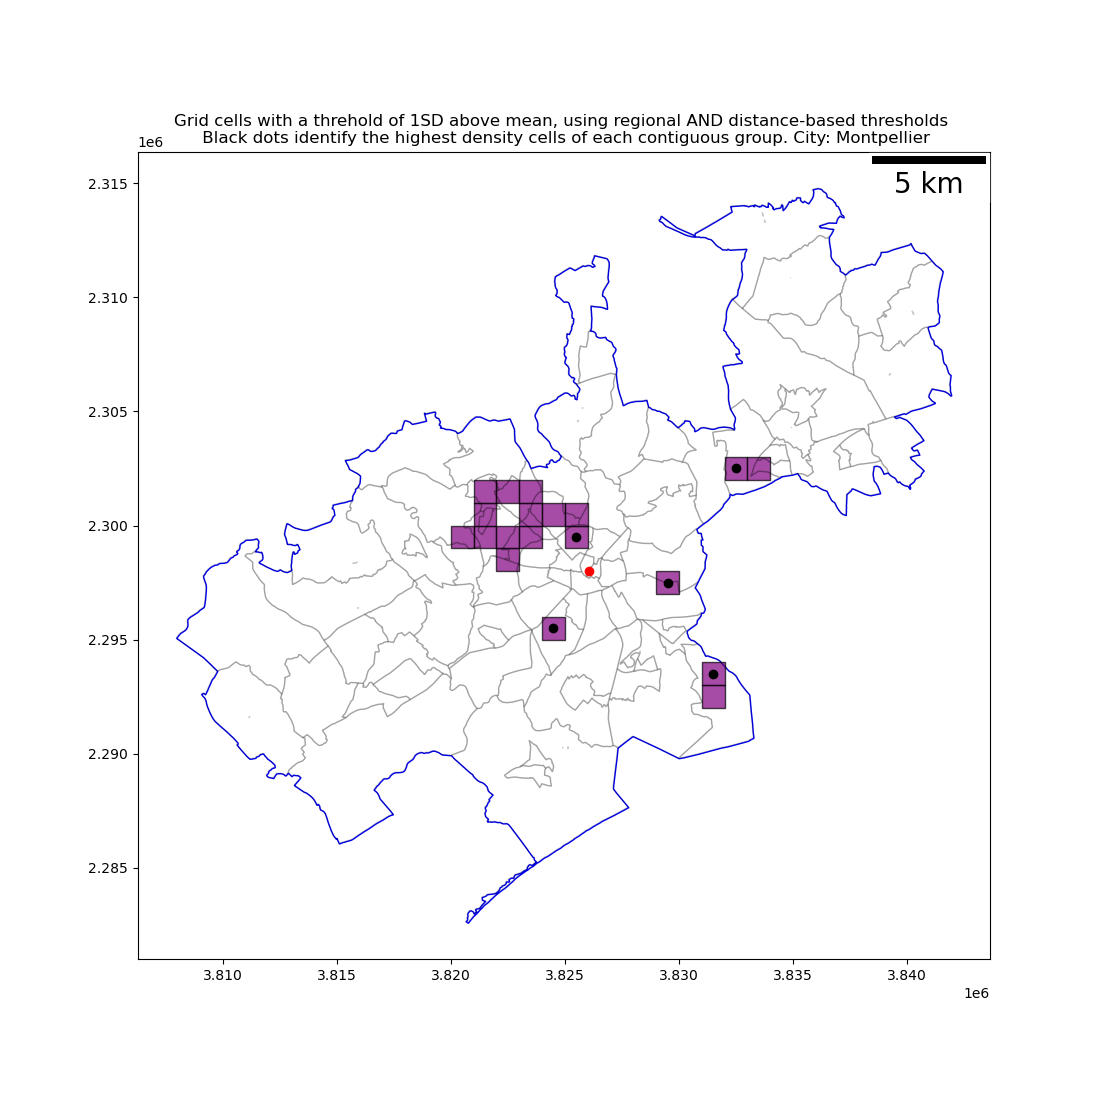 Grid cells with a threhold of 1SD above mean, using regional AND distance-based thresholds
Black dots identify the highest density cells of each contiguous group. City: Montpellier
1e6
5 km
2.315
2.310
2.305
2.300
2.295
2.290
2.285
3.810 3.815 3.820 3.825 3.830 3.835 3.840
1e6